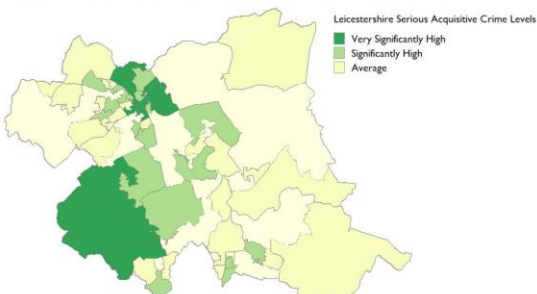 Leicestershire Serious Acquisitive Crime Levels
Very Significantly High
Significantly High
Average